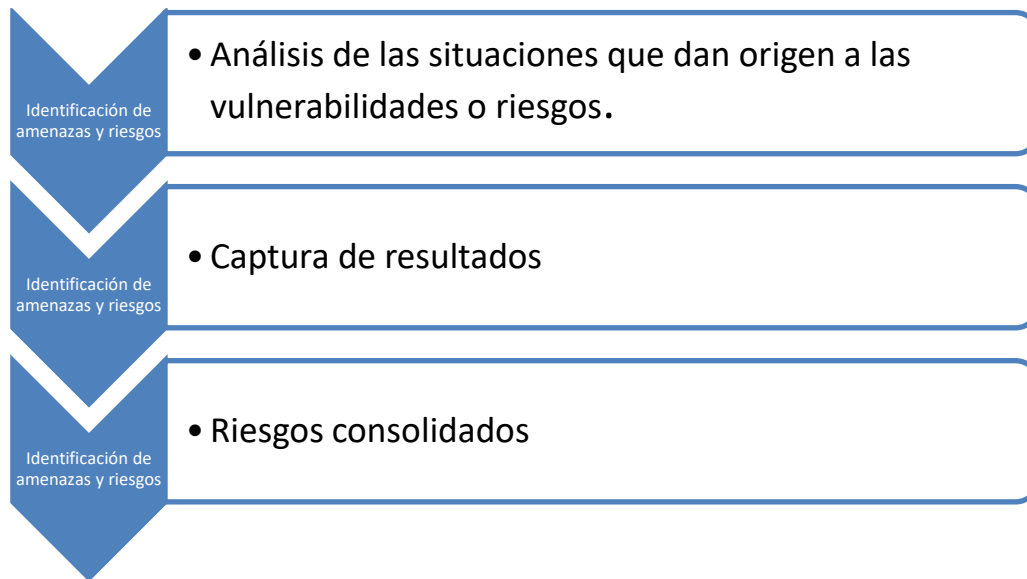 Identificación de
amenazas y riesgos
• Análisis de las situaciones que dan origen a las
vulnerabilidades o riesgos.
Identificación de
amenazas y riesgos
• Captura de resultados
Identificación de
amenazas y riesgos
• Riesgos consolidados